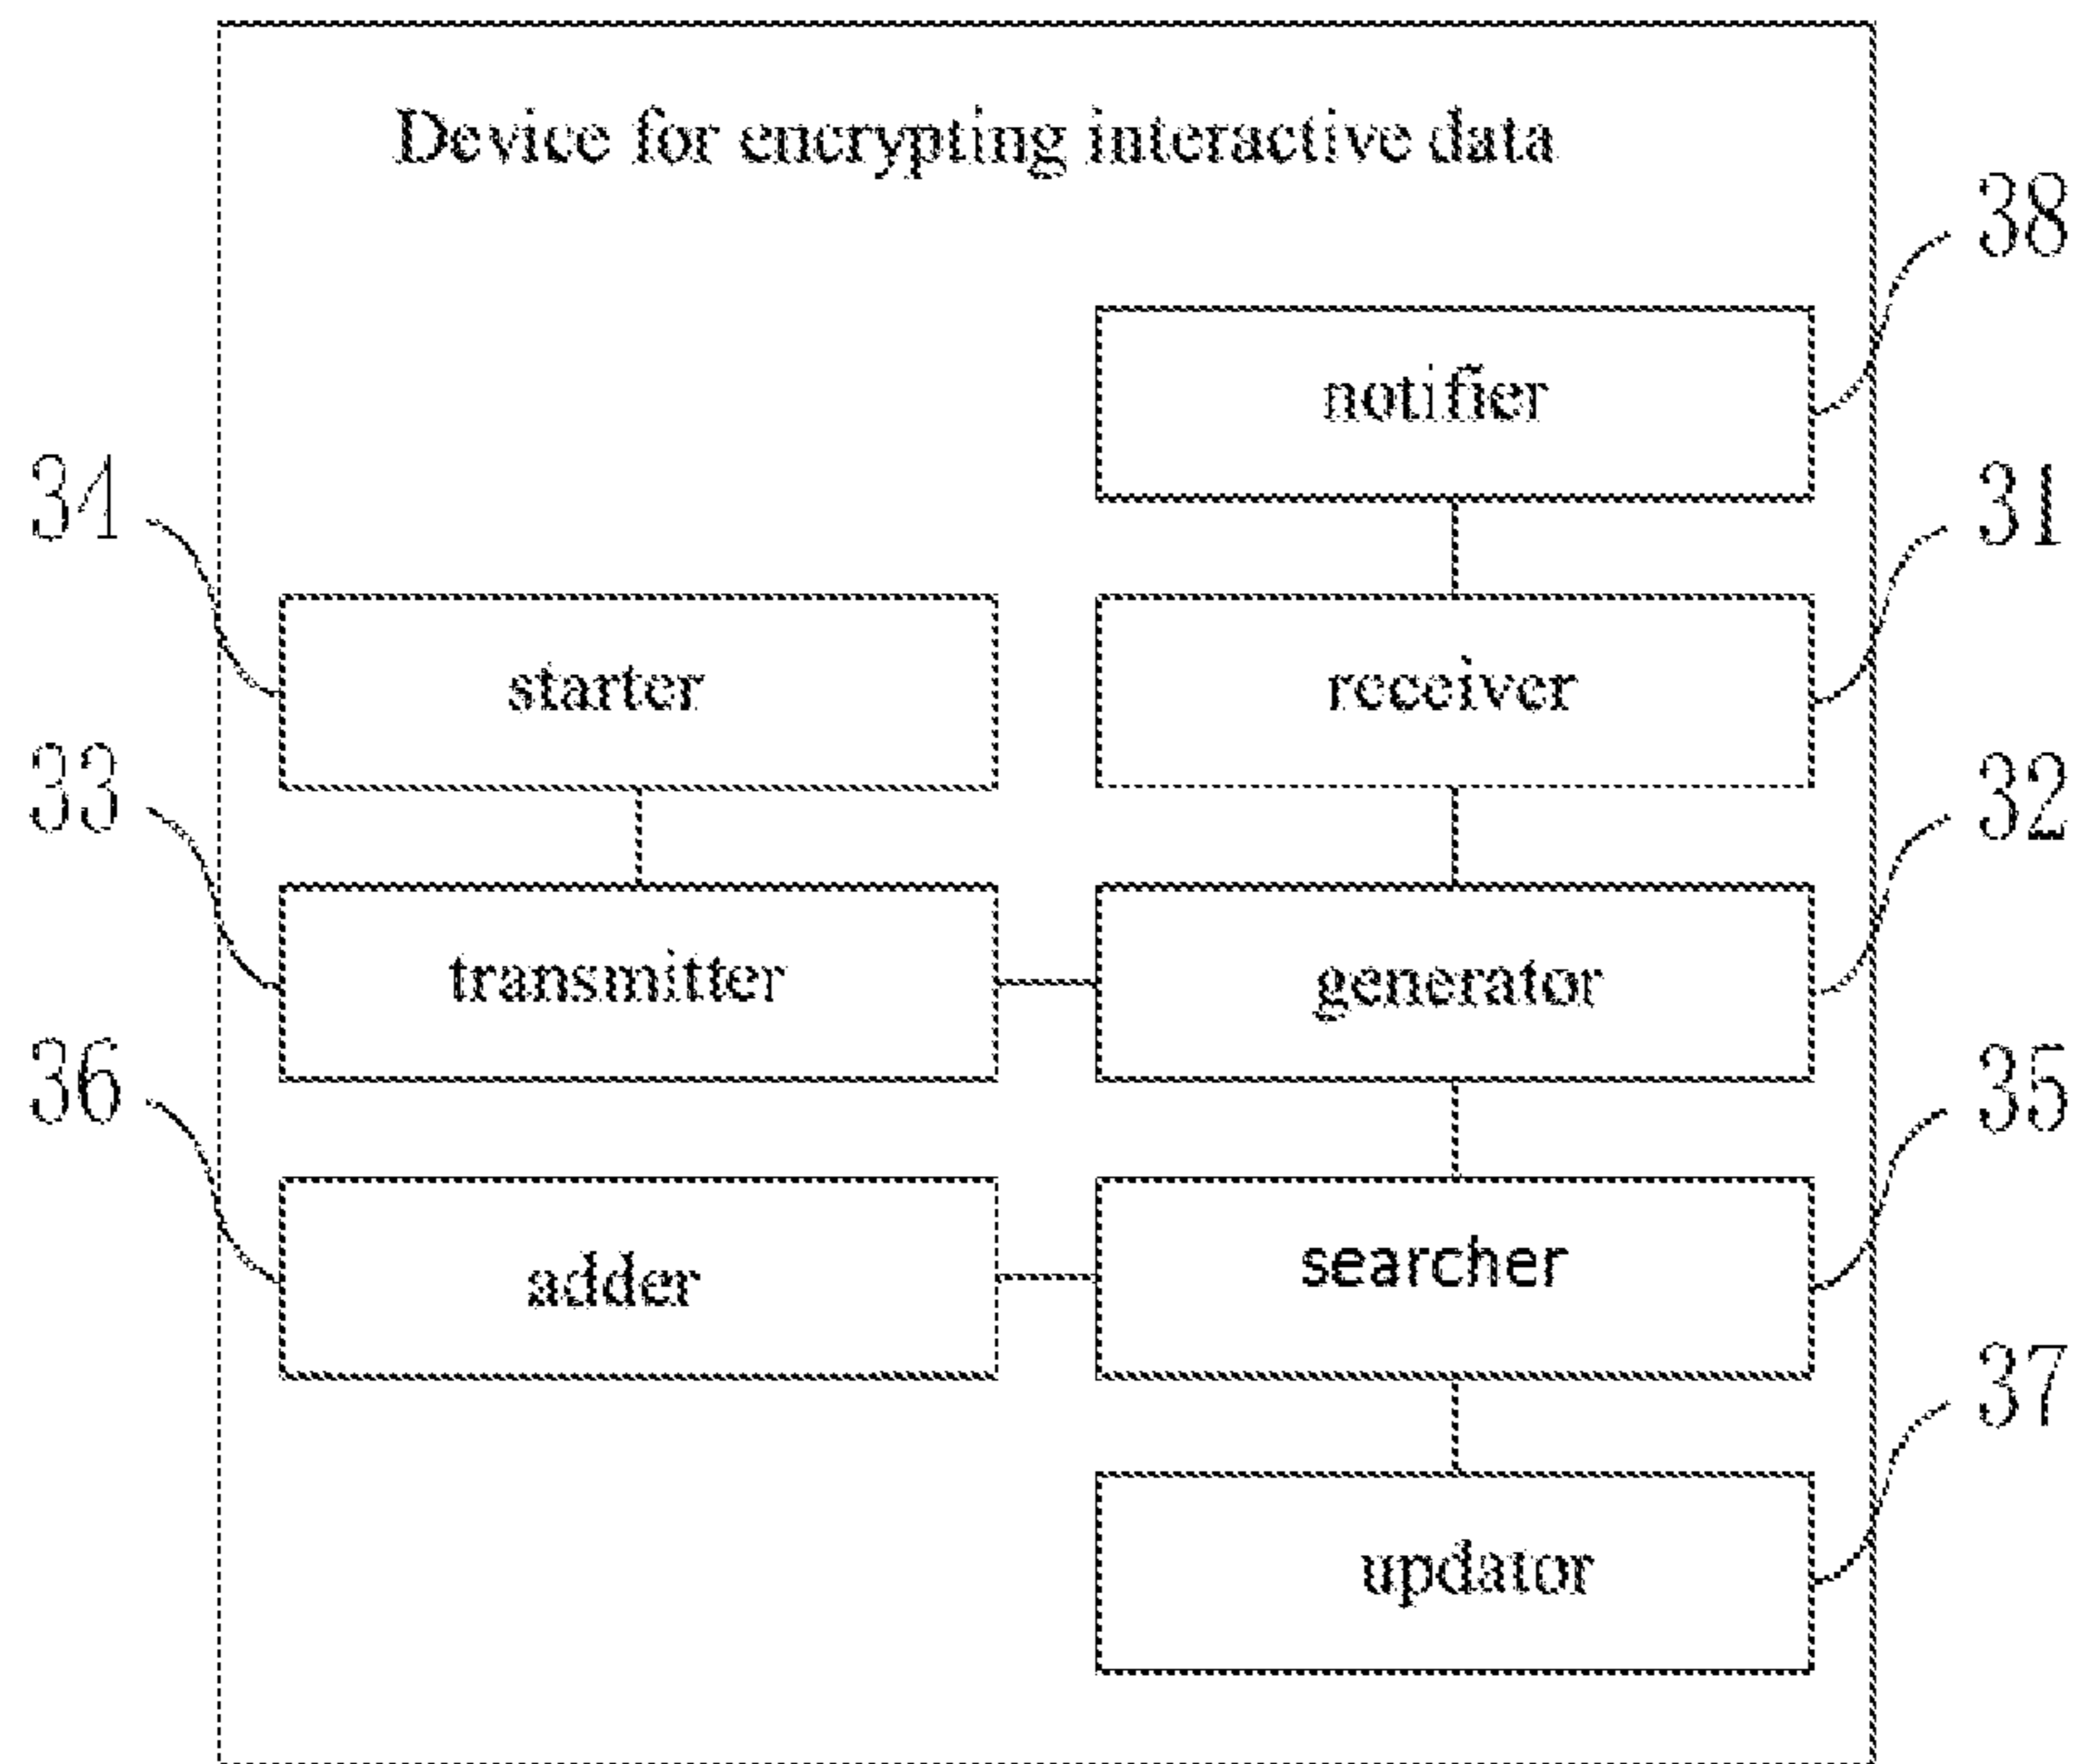 Device for encrypting interactive data
38
notifier
34
31
starter
receiver
33
32
transmitter
generator
36
35
adder
searcher
37
updator